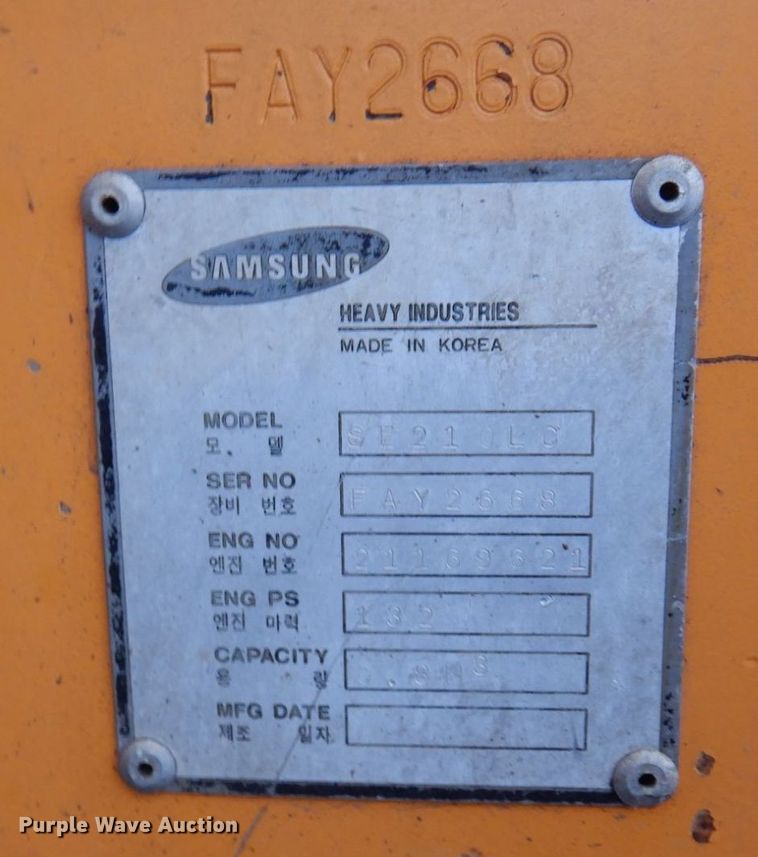 FAY2668
SAMSUNG
HEAVY INDUSTRIES
MADE IN KOREA
MODEL
모. 델
SER NO FAY2668
장비 번호
ENG NO 21169621
엔진 번호
ENG PS
엔진 마력
CAPACITY
용 량
MFG DATE
제조 일자
Purple Wave Auction